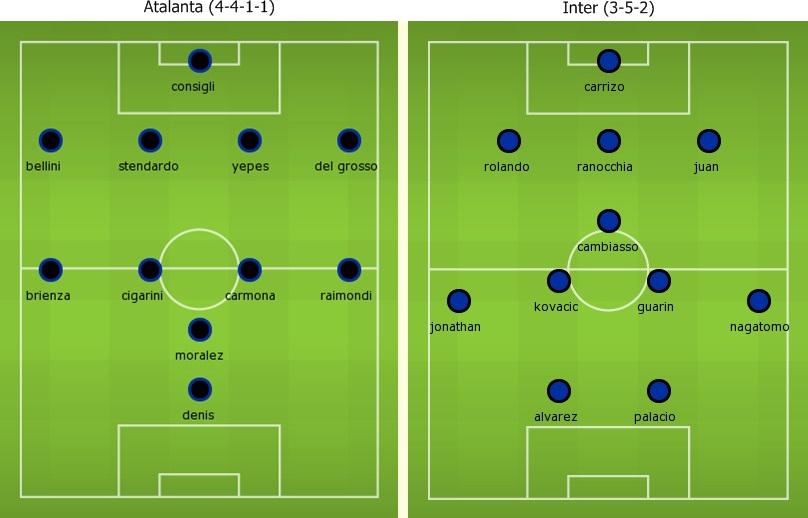 Atalanta (4-4-1-1)
consigli
bellini stendardo yepes del grosso
brienza cigarini carmona raimondi
moralez
denis
Inter (3-5-2)
carrizo
rolando ranocchia juan
cambiasso
kovacic guarin
jonathan nagatomo
alvarez palacio